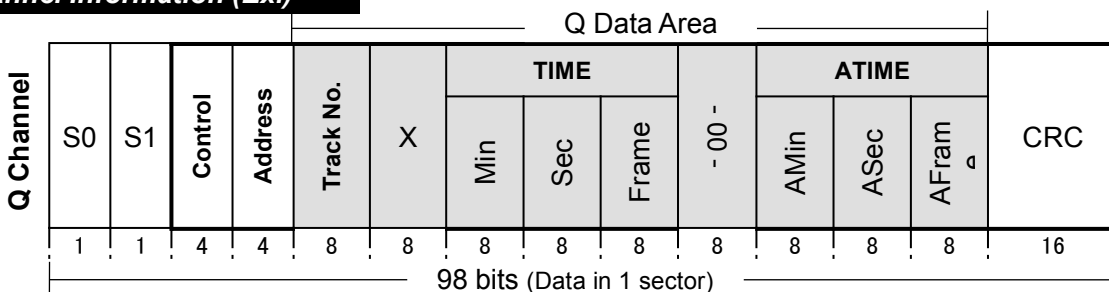 Information (Ex.)
Q Data Area
Q Channel
S0 S1 Control Address Track No. X TIME - 00 - ATIME CRC
Min Sec Frame AMin ASec AFram e
1 1 4 4 8 8 8 8 8 8 8 8 8 16
98 bits (Data in 1 sector)